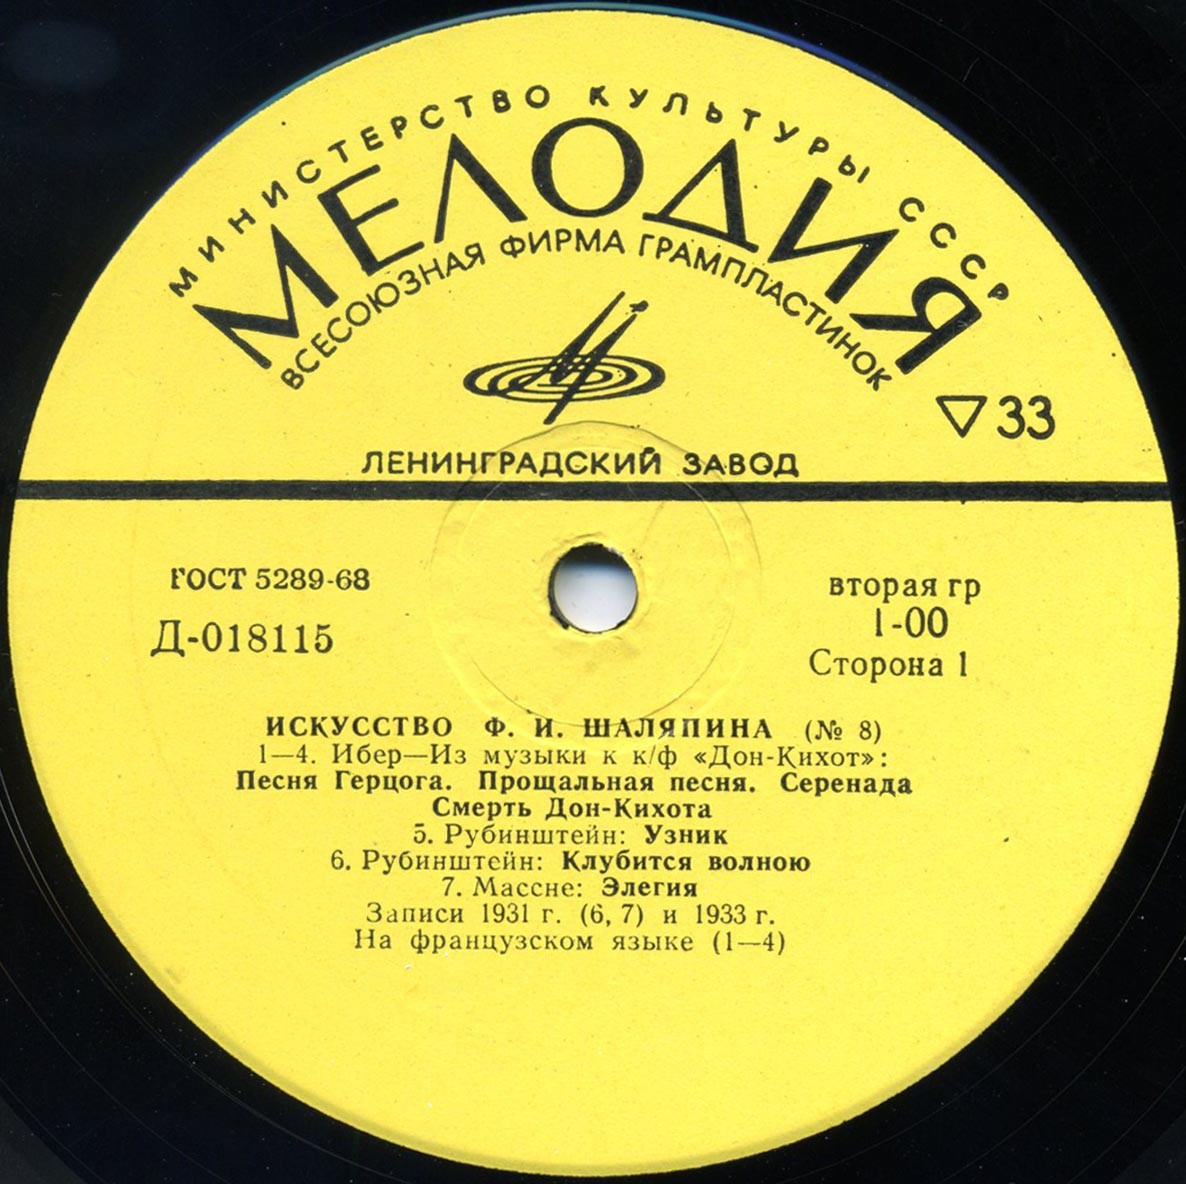 МИНИСТЕРСТВО КУЛЬТУРЫ СССР
МЕЛОДИЯ
ВСЕСОЮЗНАЯ ФИРМА ГРАМПЛАСТИНОК
▽33
ЛЕНИНГРАДСКИЙ ЗАВОД
ГОСТ 5289-68
вторая гр
Д-018115
1-00
Сторона 1
ИСКУССТВО Ф. И. ШАЛЯПИНА (№ 8)
1—4. Ибер—Из музыки к к/ф «Дон-Кихот»:
Песня Герцога. Прощальная песня. Серенада
Смерть Дон-Кихота
5. Рубинштейн: Узник
6. Рубинштейн: Клубится волною
7. Массне: Элегия
Записи 1931 г. (6, 7) и 1933 г.
На французском языке (1—4)